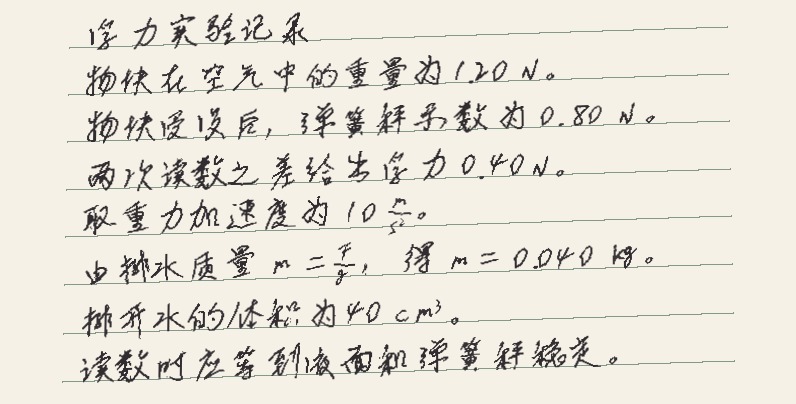 浮力实验记录
物块在空气中的重量为1.20 N。
物块浸没后，弹簧秤示数为0.80 N。
两次读数之差给出浮力0.40 N。
取重力加速度为10 m/s²。
由排水质量 m = F/g，得 m = 0.040 kg。
排开水的体积为40 cm³。
读数时应等到液面和弹簧秤稳定。